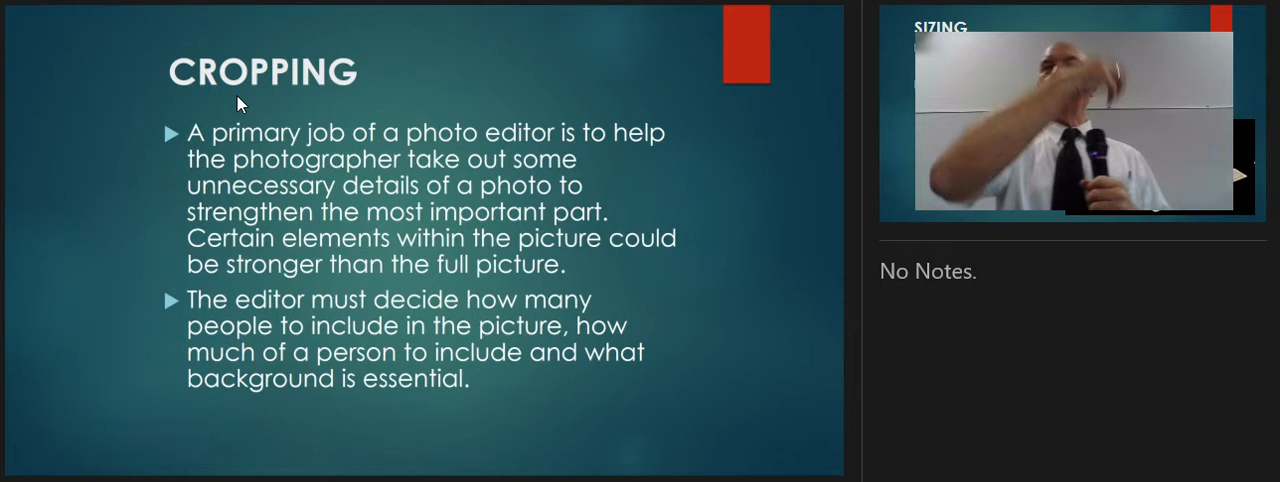 CROPPING
A primary job of a photo editor is to help
the photographer take out some
unnecessary details of a photo to
strengthen the most important part.
Certain elements within the picture could
be stronger than the full picture.
The editor must decide how many
people to include in the picture, how
much of a person to include and what
background is essential.
SIZING
No Notes.